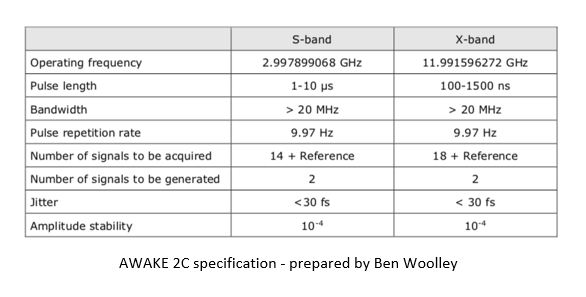 S-band X-band
Operating frequency 2.997899068 GHz 11.991596272 GHz
Pulse length 1-10 µs 100-1500 ns
Bandwidth > 20 MHz > 20 MHz
Pulse repetition rate 9.97 Hz 9.97 Hz
Number of signals to be acquired 14 + Reference 18 + Reference
Number of signals to be generated 2 2
Jitter <30 fs < 30 fs
Amplitude stability 10⁻⁴ 10⁻⁴
AWAKE 2C specification - prepared by Ben Woolley